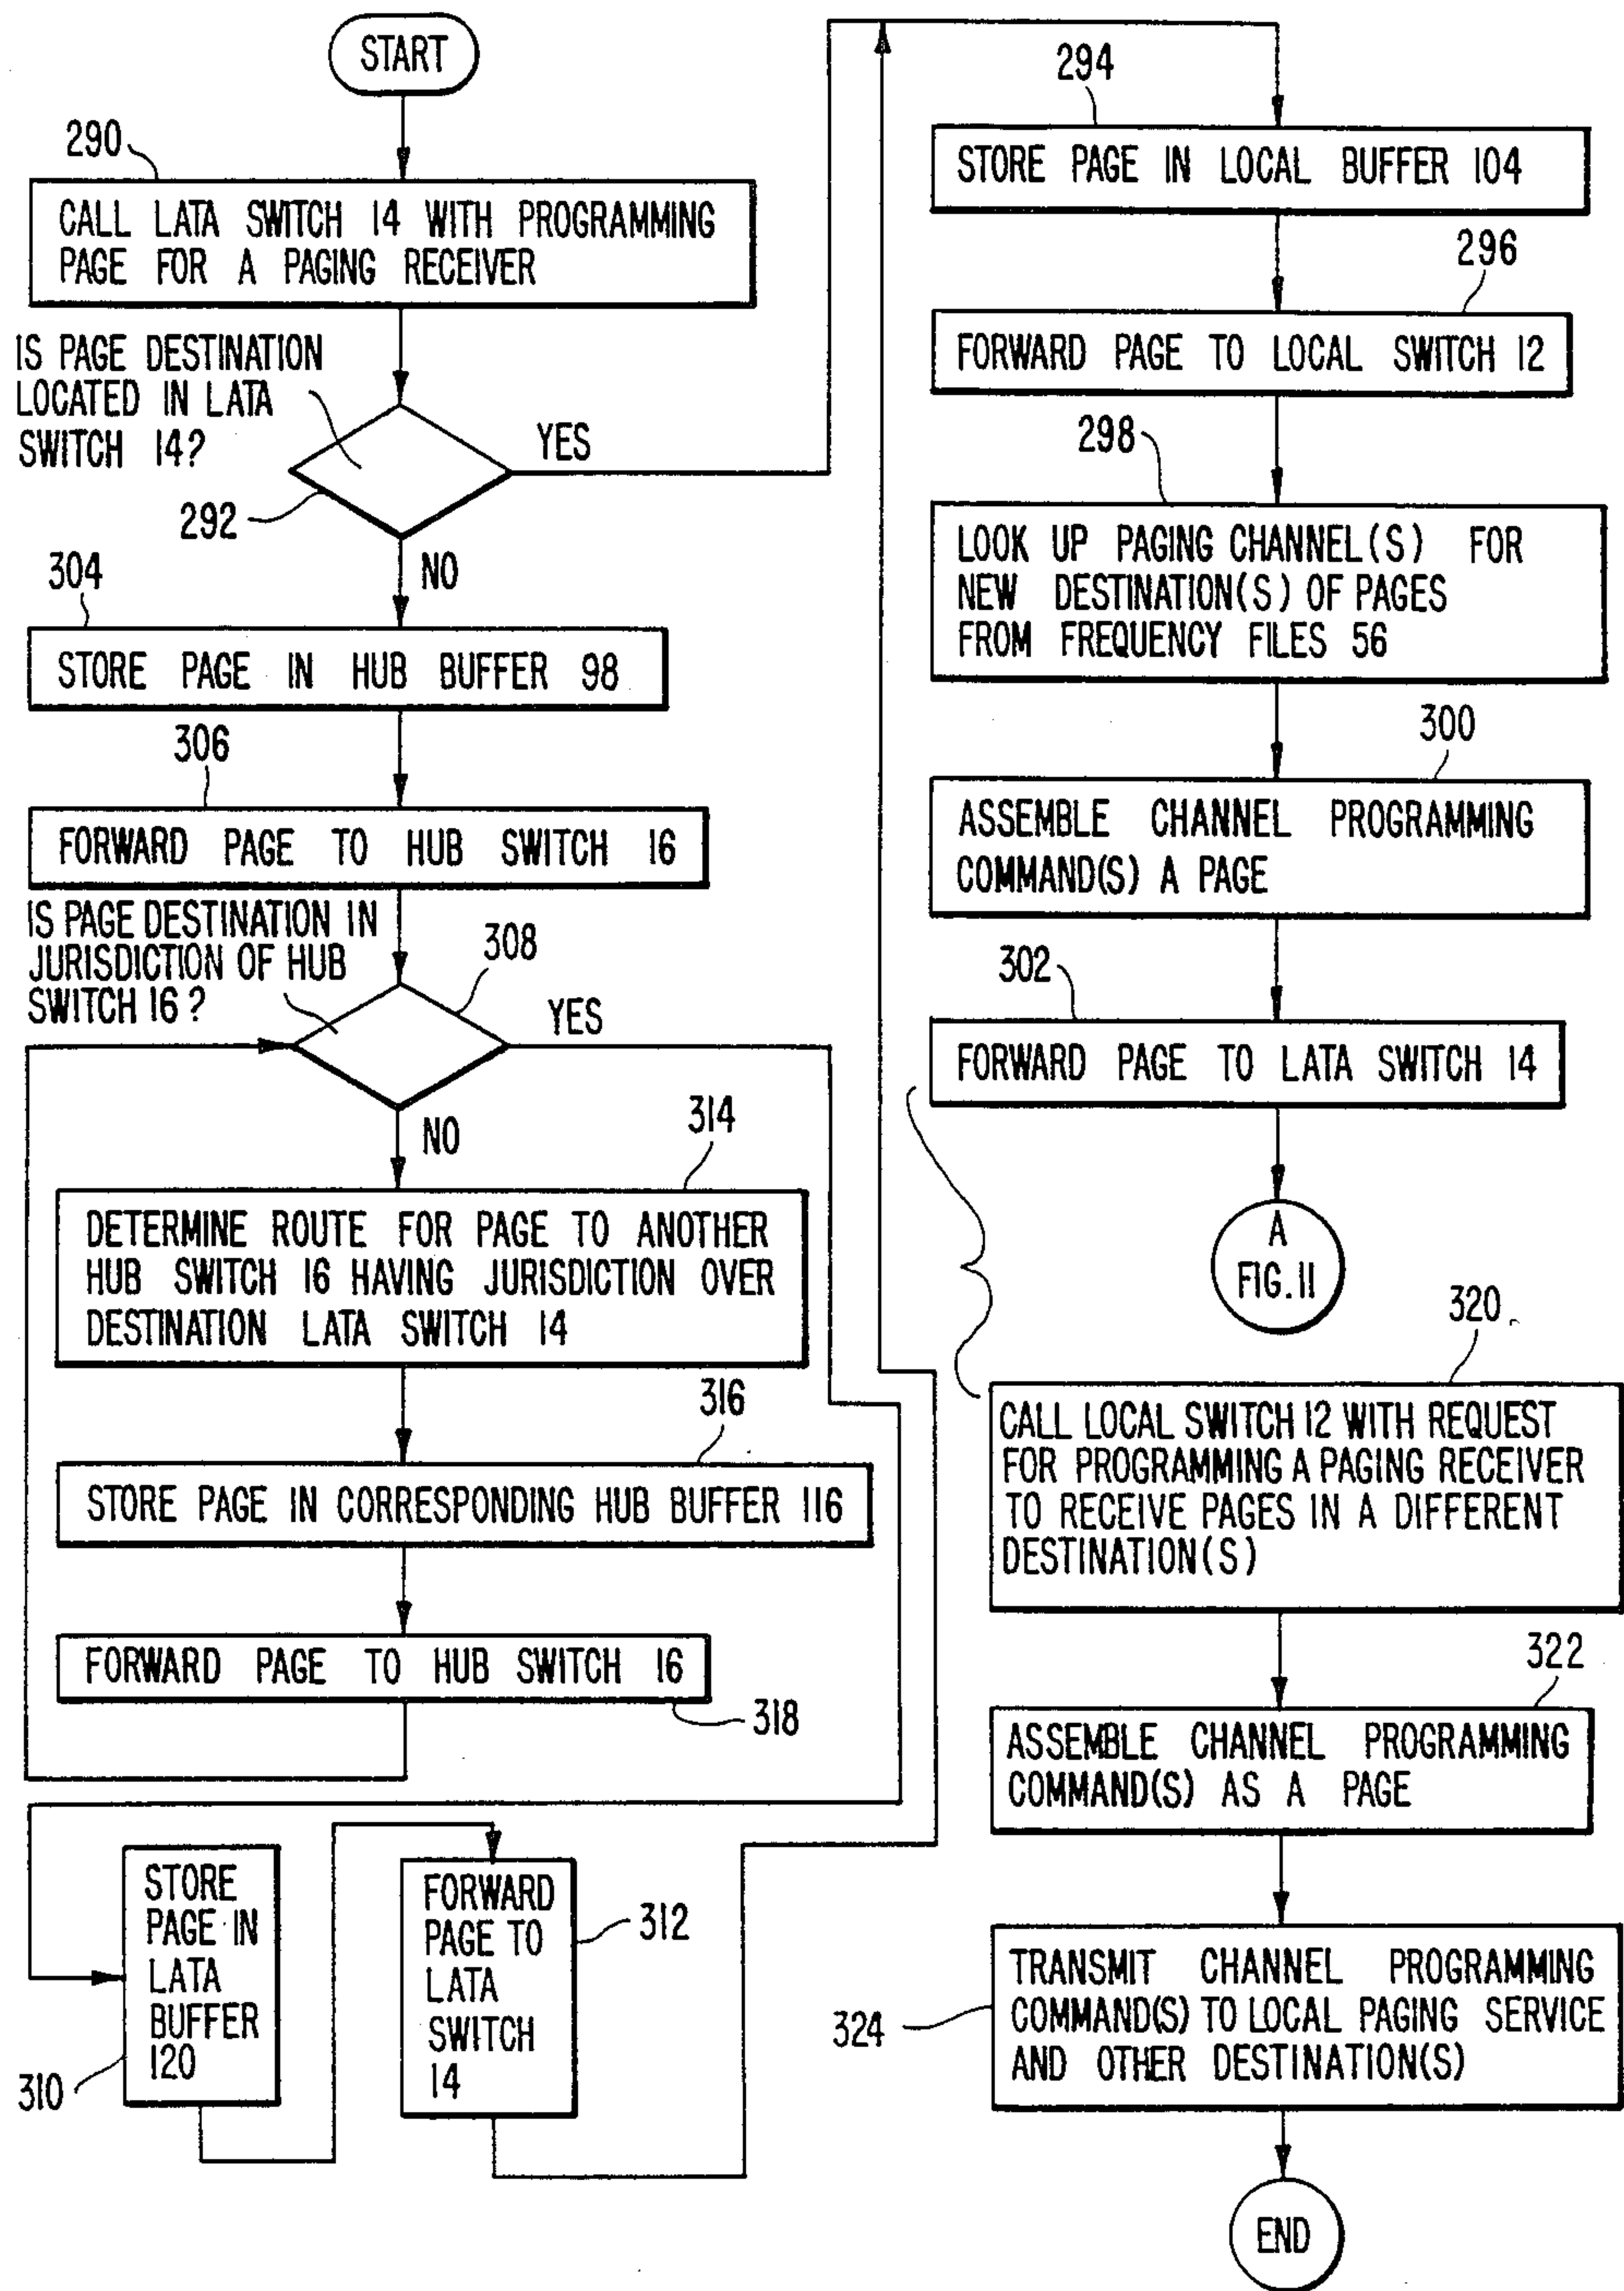 START
290
CALL LATA SWITCH 14 WITH PROGRAMMING
PAGE FOR A PAGING RECEIVER
IS PAGE DESTINATION
LOCATED IN LATA
SWITCH 14?
YES
292
NO
304
STORE PAGE IN HUB BUFFER 98
306
FORWARD PAGE TO HUB SWITCH 16
IS PAGE DESTINATION IN
JURISDICTION OF HUB
SWITCH 16?
308
YES
NO
314
DETERMINE ROUTE FOR PAGE TO ANOTHER
HUB SWITCH 16 HAVING JURISDICTION OVER
DESTINATION LATA SWITCH 14
316
STORE PAGE IN CORRESPONDING HUB BUFFER 116
FORWARD PAGE TO HUB SWITCH 16
318
STORE
PAGE IN
LATA
BUFFER
120
310
FORWARD
PAGE TO
LATA
SWITCH
14
312
294
STORE PAGE IN LOCAL BUFFER 104
296
FORWARD PAGE TO LOCAL SWITCH 12
298
LOOK UP PAGING CHANNEL(S) FOR
NEW DESTINATION(S) OF PAGES
FROM FREQUENCY FILES 56
300
ASSEMBLE CHANNEL PROGRAMMING
COMMAND(S) A PAGE
302
FORWARD PAGE TO LATA SWITCH 14
A
FIG. 11
320
CALL LOCAL SWITCH 12 WITH REQUEST
FOR PROGRAMMING A PAGING RECEIVER
TO RECEIVE PAGES IN A DIFFERENT
DESTINATION(S)
322
ASSEMBLE CHANNEL PROGRAMMING
COMMAND(S) AS A PAGE
TRANSMIT CHANNEL PROGRAMMING
COMMAND(S) TO LOCAL PAGING SERVICE
AND OTHER DESTINATION(S)
324
END